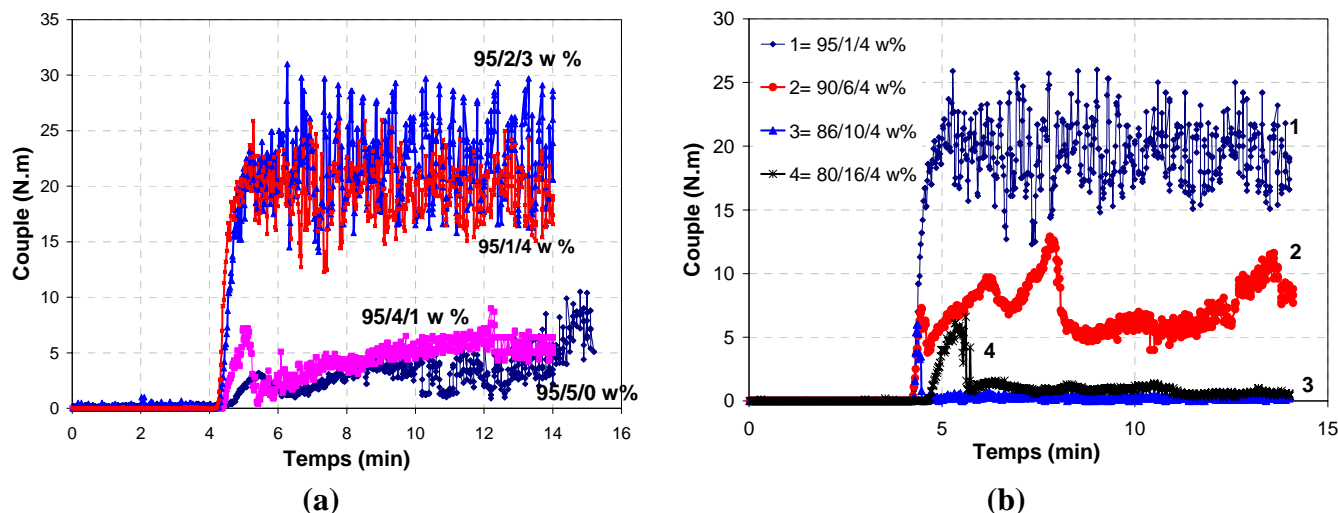 35
30
25
20
15
10
5
0
Couple (N.m)
95/2/3 w %
95/1/4 w %
95/4/1 w %
95/5/0 w%
0 2 4 6 8 10 12 14 16
Temps (min)
(a)
30
25
20
15
10
5
0
Couple (N.m)
1= 95/1/4 w%
2= 90/6/4 w%
3= 86/10/4 w%
4= 80/16/4 w%
1
2
4
3
0 5 10 15
Temps (min)
(b)